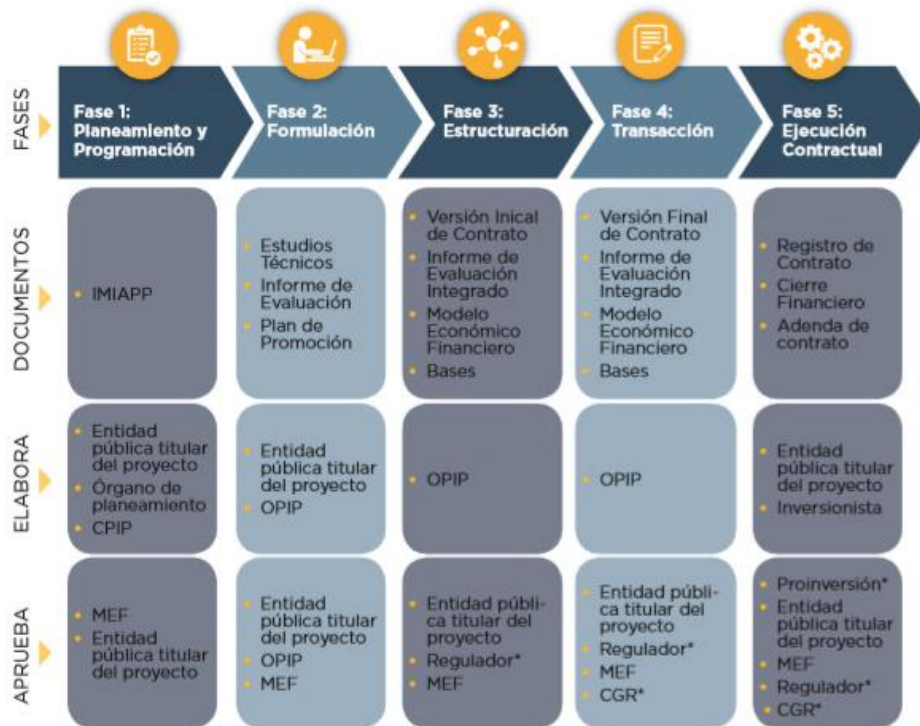 FASES
Fase 1:
Planeamiento y
Programación
Fase 2:
Formulación
Fase 3:
Estructuración
Fase 4:
Transacción
Fase 5:
Ejecución
Contractual
DOCUMENTOS
IMIAPP
Estudios
Técnicos
Informe de
Evaluación
Plan de
Promoción
Versión Inical
de Contrato
Informe de
Evaluación
Integrado
Modelo
Económico
Financiero
Bases
Versión Final
de Contrato
Informe de
Evaluación
Integrado
Modelo
Económico
Financiero
Bases
Registro de
Contrato
Cierre
Financiero
Adenda de
contrato
ELABORA
Entidad
pública titular
del proyecto
Órgano de
planeamiento
CPIP
Entidad
pública titular
del proyecto
OPIP
OPIP
OPIP
Entidad
pública titular
del proyecto
Inversionista
APRUEBA
MEF
Entidad
pública titular
del proyecto
Entidad
pública titular
del proyecto
OPIP
MEF
Entidad públi-
ca titular del
proyecto
Regulador*
MEF
Entidad públi-
ca titular del
proyecto
Regulador*
MEF
CGR*
Proinversión*
Entidad
pública titular
del proyecto
MEF
Regulador*
CGR*